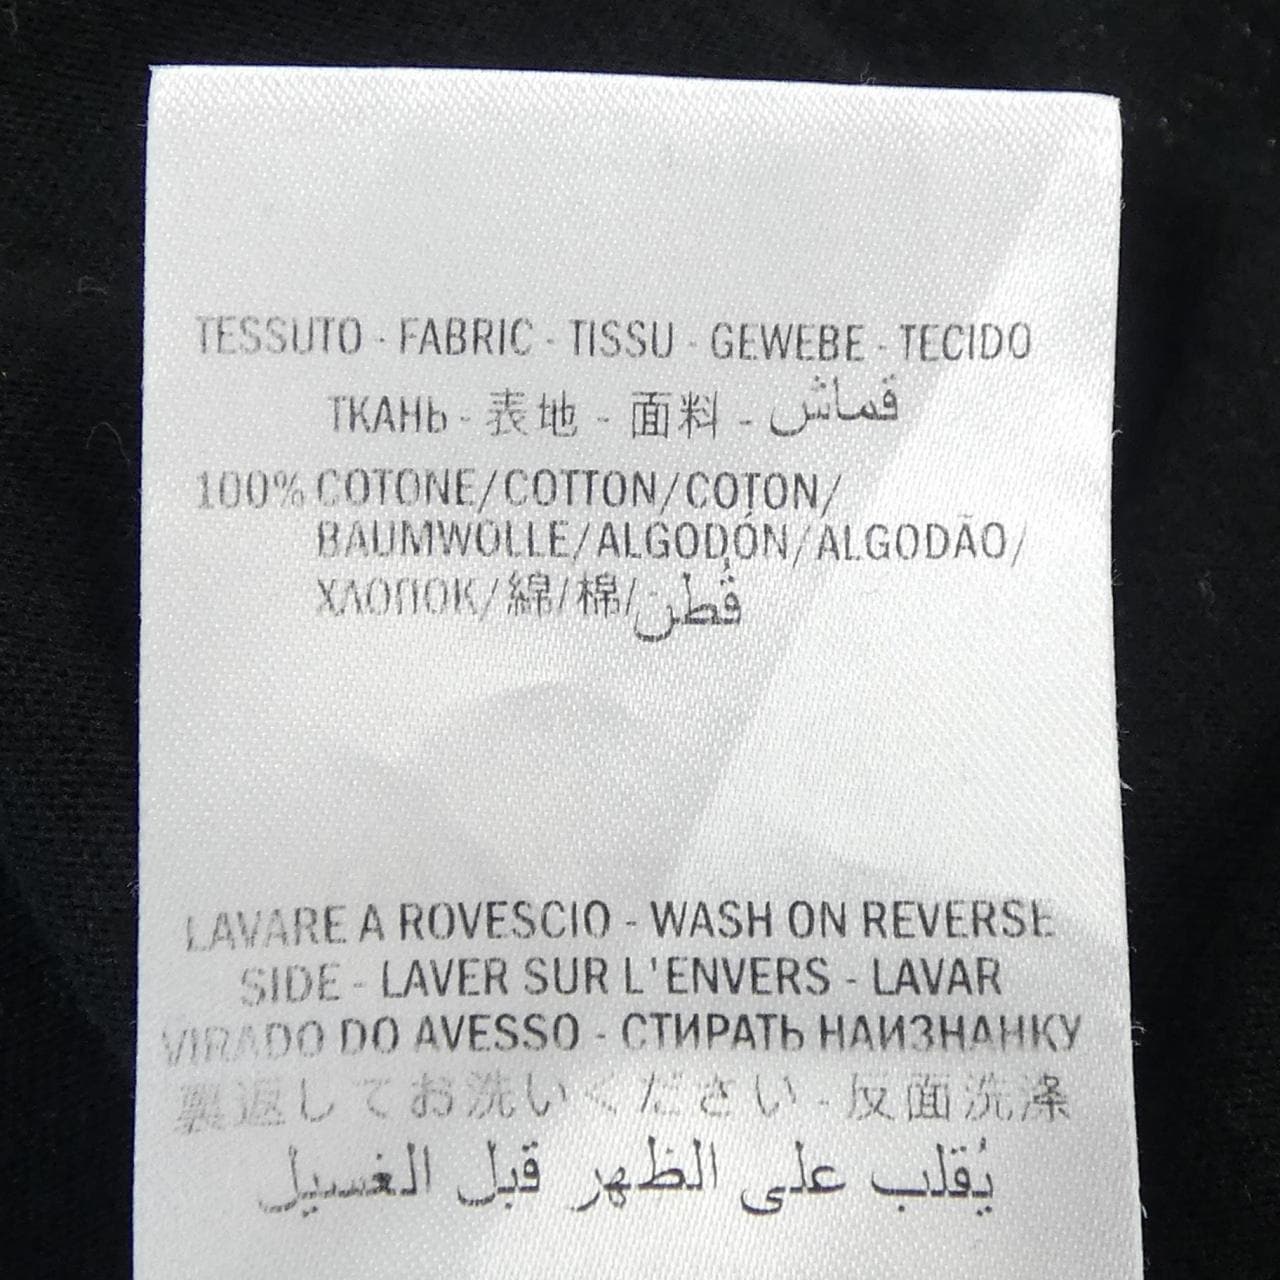 TESSUTO - FABRIC - TISSU - GEWEBE - TECIDO
ТКАНЬ - 表地 - 面料 - قماش
100% COTONE/COTTON/COTON/
BAUMWOLLE/ALGODÓN/ALGODÃO/
ХЛОПОК/綿/棉/قُطن
LAVARE A ROVESCIO - WASH ON REVERSE
SIDE - LAVER SUR L'ENVERS - LAVAR
VIRADO DO AVESSO - СТИРАТЬ НАИЗНАНКУ
裏返してお洗いください - 反面洗涤
يُقلب على الظهر قبل الغسيل